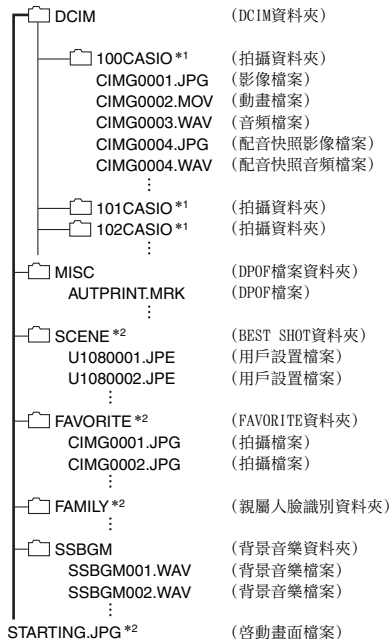 DCIM (DCIM資料夾)
100CASIO *1 (拍攝資料夾)
CIMG0001.JPG (影像檔案)
CIMG0002.MOV (動畫檔案)
CIMG0003.WAV (音頻檔案)
CIMG0004.JPG (配音快照影像檔案)
CIMG0004.WAV (配音快照音頻檔案)
⋮
101CASIO *1 (拍攝資料夾)
102CASIO *1 (拍攝資料夾)
⋮
MISC (DPOF檔案資料夾)
AUTPRINT.MRK (DPOF檔案)
⋮
SCENE *2 (BEST SHOT資料夾)
U1080001.JPE (用戶設置檔案)
U1080002.JPE (用戶設置檔案)
⋮
FAVORITE *2 (FAVORITE資料夾)
CIMG0001.JPG (拍攝檔案)
CIMG0002.JPG (拍攝檔案)
⋮
FAMILY *2 (親屬人臉識別資料夾)
⋮
SSBGM (背景音樂資料夾)
SSBGM001.WAV (背景音樂檔案)
SSBGM002.WAV (背景音樂檔案)
⋮
STARTING.JPG *2 (啓動畫面檔案)